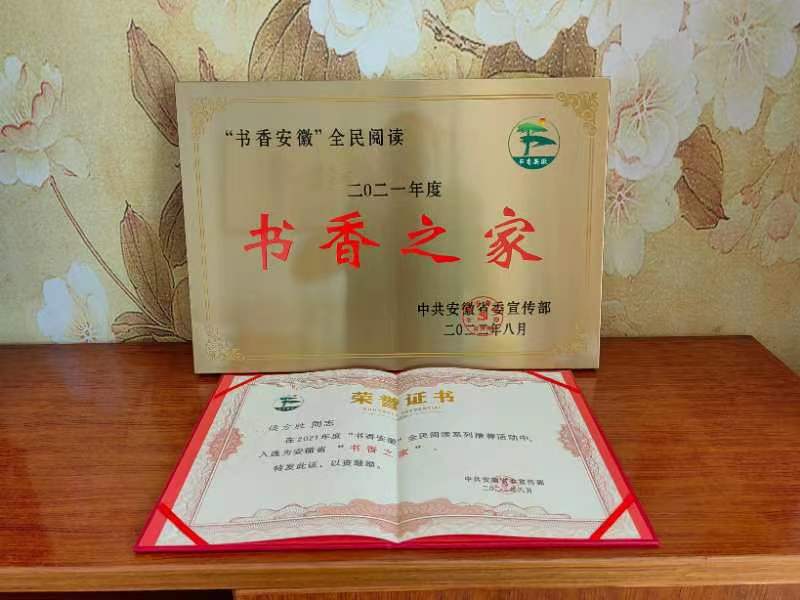 “书香安徽”全民阅读
书香安徽
二〇二一年度
书香之家
中共安徽省委宣传部
二〇二二年八月
荣誉证书
同志
在2021年度“书香安徽”全民阅读系列推荐活动中，
入选为安徽省“书香之家”。
特发此证，以资鼓励。
中共安徽省委宣传部